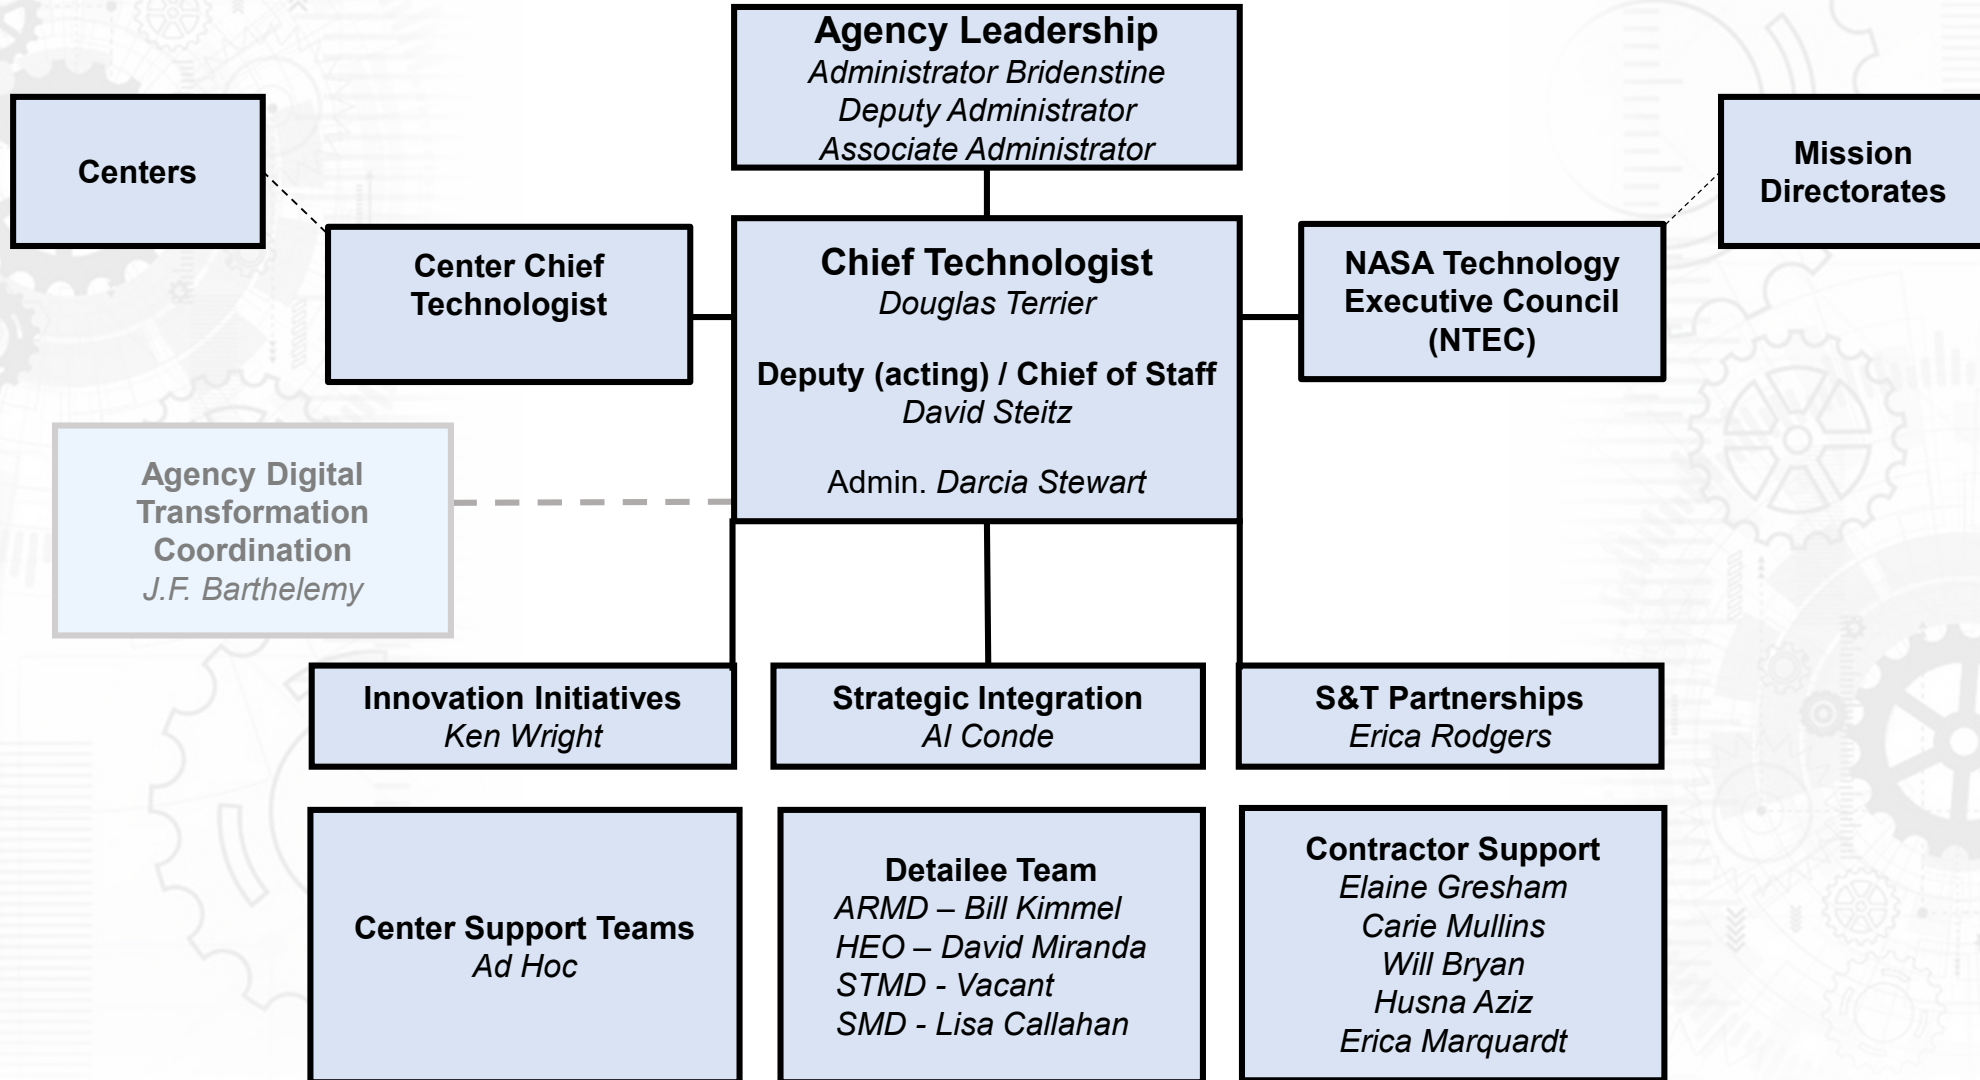 Agency Leadership
Administrator Bridenstine
Deputy Administrator
Associate Administrator
Centers
Mission
Directorates
Center Chief
Technologist
Chief Technologist
Douglas Terrier
Deputy (acting) / Chief of Staff
David Steitz
Admin. Darcia Stewart
NASA Technology
Executive Council
(NTEC)
Agency Digital
Transformation
Coordination
J.F. Barthelemy
Innovation Initiatives
Ken Wright
Strategic Integration
Al Conde
S&T Partnerships
Erica Rodgers
Center Support Teams
Ad Hoc
Detailee Team
ARMD – Bill Kimmel
HEO – David Miranda
STMD - Vacant
SMD - Lisa Callahan
Contractor Support
Elaine Gresham
Carie Mullins
Will Bryan
Husna Aziz
Erica Marquardt